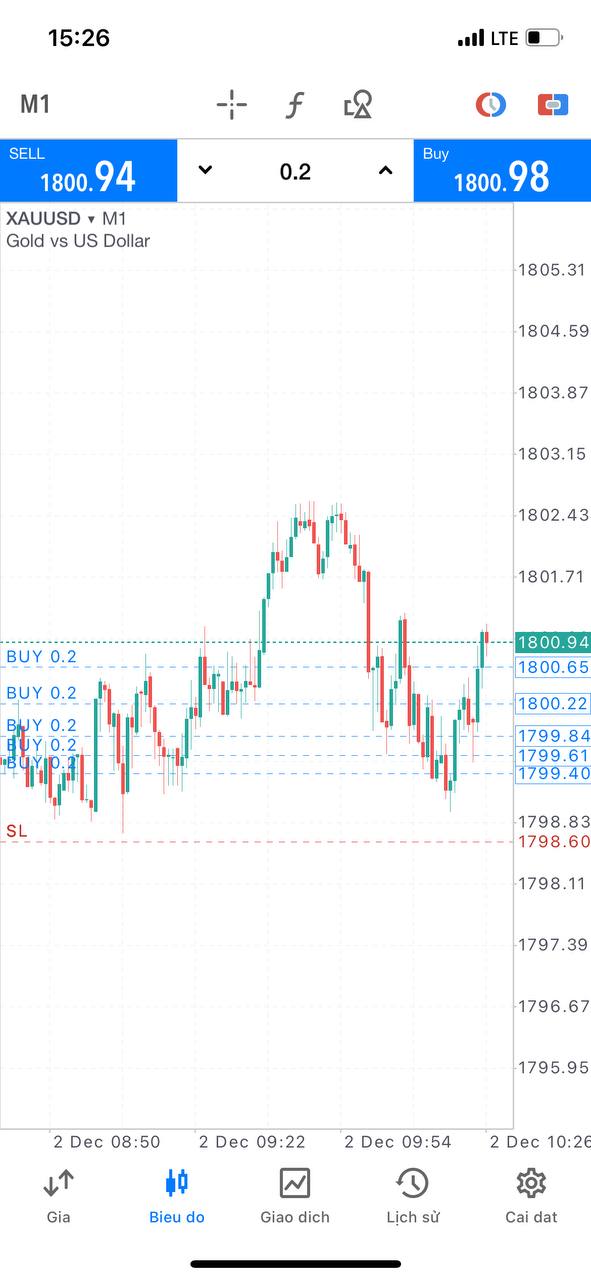 15:26
LTE
M1
SELL
1800.94
0.2
Buy
1800.98
XAUUSD ▾ M1
Gold vs US Dollar
1805.31
1804.59
1803.87
1803.15
1802.43
1801.71
1800.94
BUY 0.2
1800.65
BUY 0.2
1800.22
BUY 0.2
1799.84
BUY 0.2
1799.61
BUY 0.2
1799.40
1798.83
SL
1798.60
1798.11
1797.39
1796.67
1795.95
2 Dec 08:50
2 Dec 09:22
2 Dec 09:54
2 Dec 10:26
Gia
Bieu do
Giao dich
Lịch sử
Cai dat